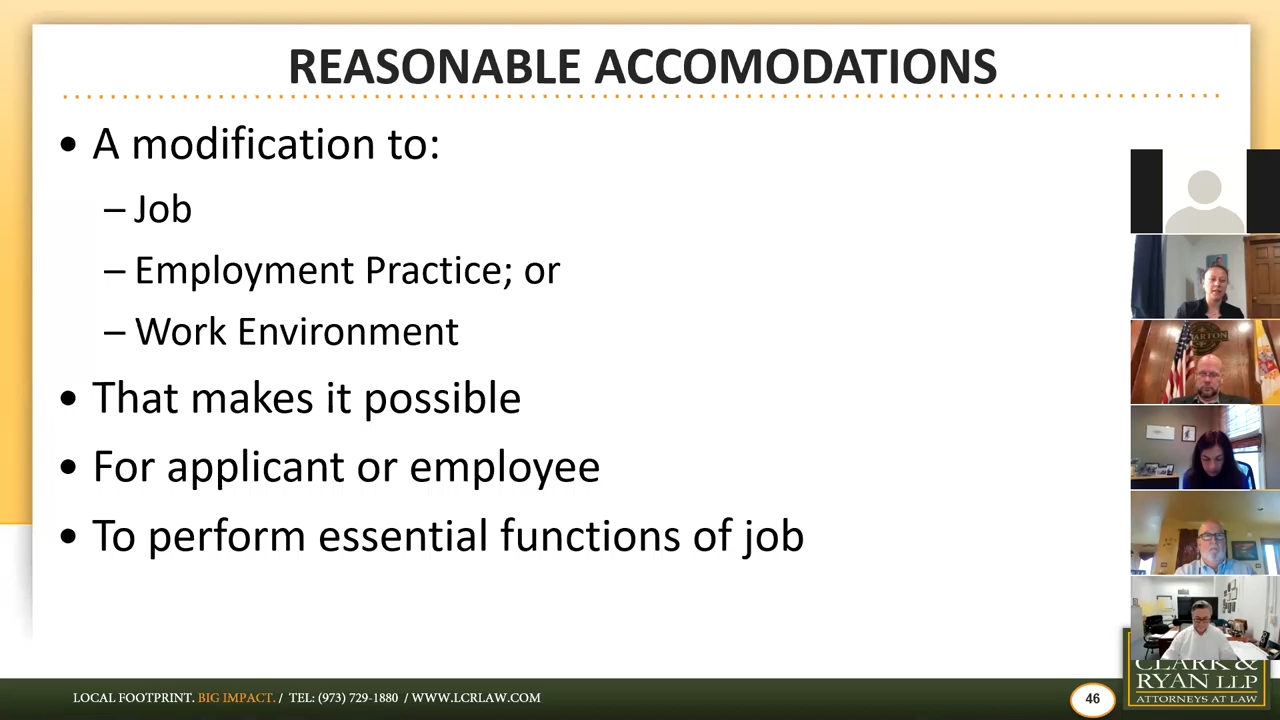 REASONABLE ACCOMODATIONS
• A modification to:
– Job
– Employment Practice; or
– Work Environment
• That makes it possible
• For applicant or employee
• To perform essential functions of job
LOCAL FOOTPRINT. BIG IMPACT. / TEL: (973) 729-1880 / WWW.LCRLAW.COM
46
CLARK &
RYAN LLP
ATTORNEYS AT LAW